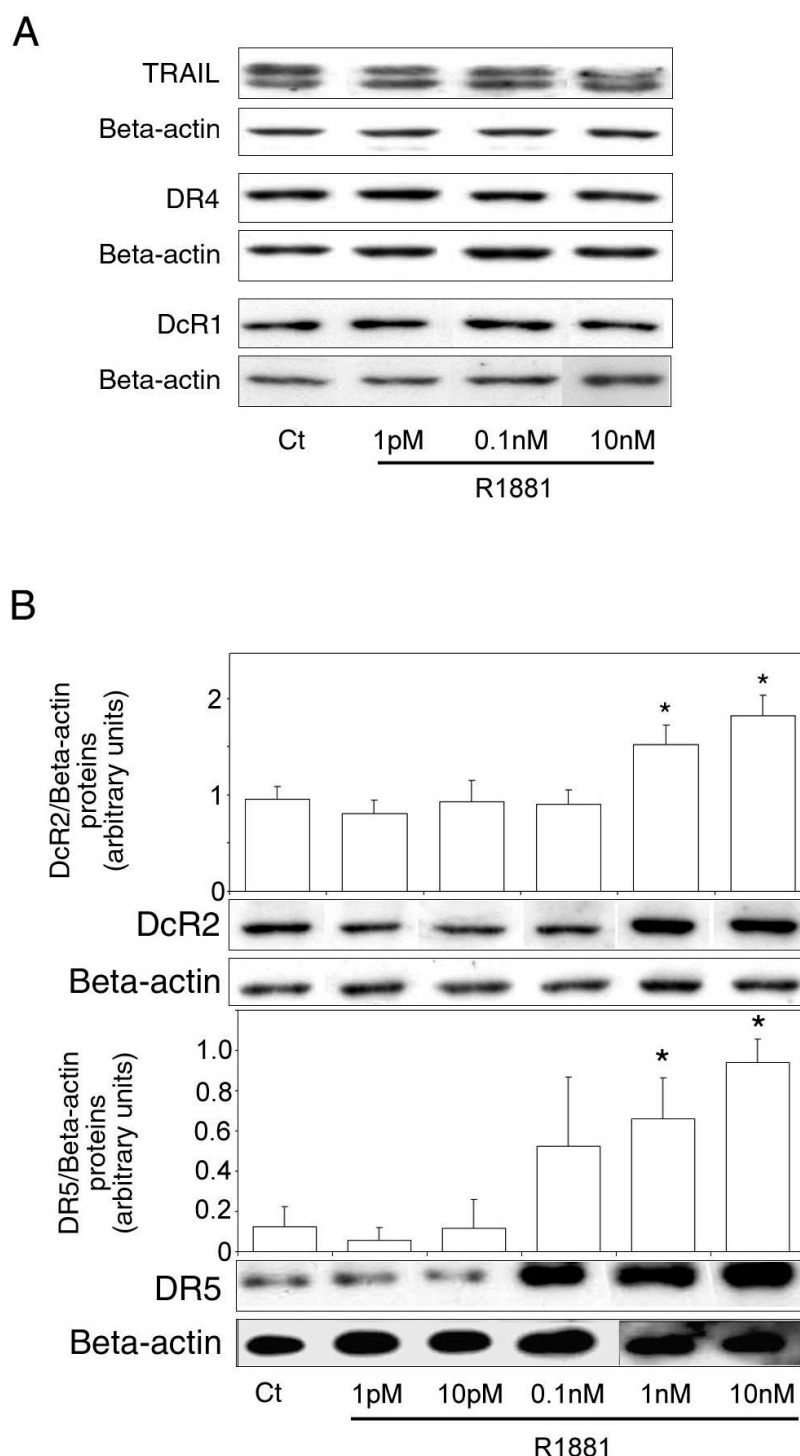 A
TRAIL
Beta-actin
DR4
Beta-actin
DcR1
Beta-actin
Ct 1pM 0.1nM 10nM
R1881
B
DcR2/Beta-actin
proteins
(arbitrary units)
2
1
0
* *
DcR2
Beta-actin
DR5/Beta-actin
proteins
(arbitrary units)
1.0
0.8
0.6
0.4
0.2
0
* *
DR5
Beta-actin
Ct 1pM 10pM 0.1nM 1nM 10nM
R1881